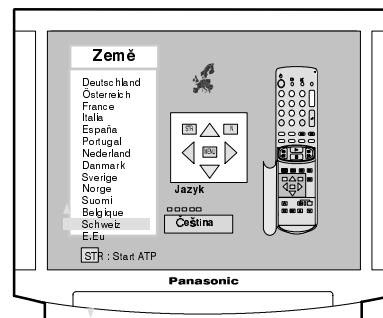 Země
Deutschland
Österreich
France
Italia
España
Portugal
Nederland
Danmark
Sverige
Norge
Suomi
Belgique
Schweiz
E.Eu
STR N
MENU
Jazyk
Čeština
STR : Start ATP
Panasonic